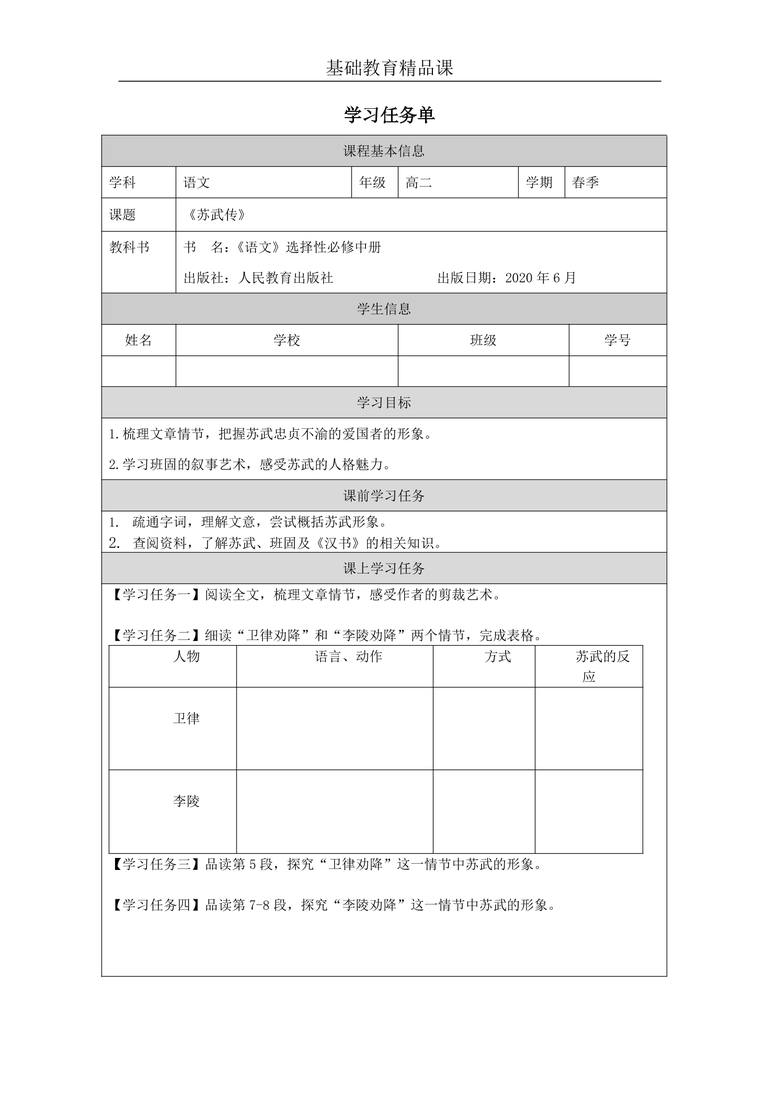 基础教育精品课
学习任务单
课程基本信息
学科 语文 年级 高二 学期 春季
课题 《苏武传》
教科书 书 名：《语文》选择性必修中册
出版社：人民教育出版社 出版日期：2020 年 6 月
学生信息
姓名 学校 班级 学号
学习目标
1.梳理文章情节，把握苏武忠贞不渝的爱国者的形象。
2.学习班固的叙事艺术，感受苏武的人格魅力。
课前学习任务
1. 疏通字词，理解文意，尝试概括苏武形象。
2. 查阅资料，了解苏武、班固及《汉书》的相关知识。
课上学习任务
【学习任务一】阅读全文，梳理文章情节，感受作者的剪裁艺术。
【学习任务二】细读“卫律劝降”和“李陵劝降”两个情节，完成表格。
人物 语言、动作 方式 苏武的反
应
卫律
李陵
【学习任务三】品读第 5 段，探究“卫律劝降”这一情节中苏武的形象。
【学习任务四】品读第 7-8 段，探究“李陵劝降”这一情节中苏武的形象。